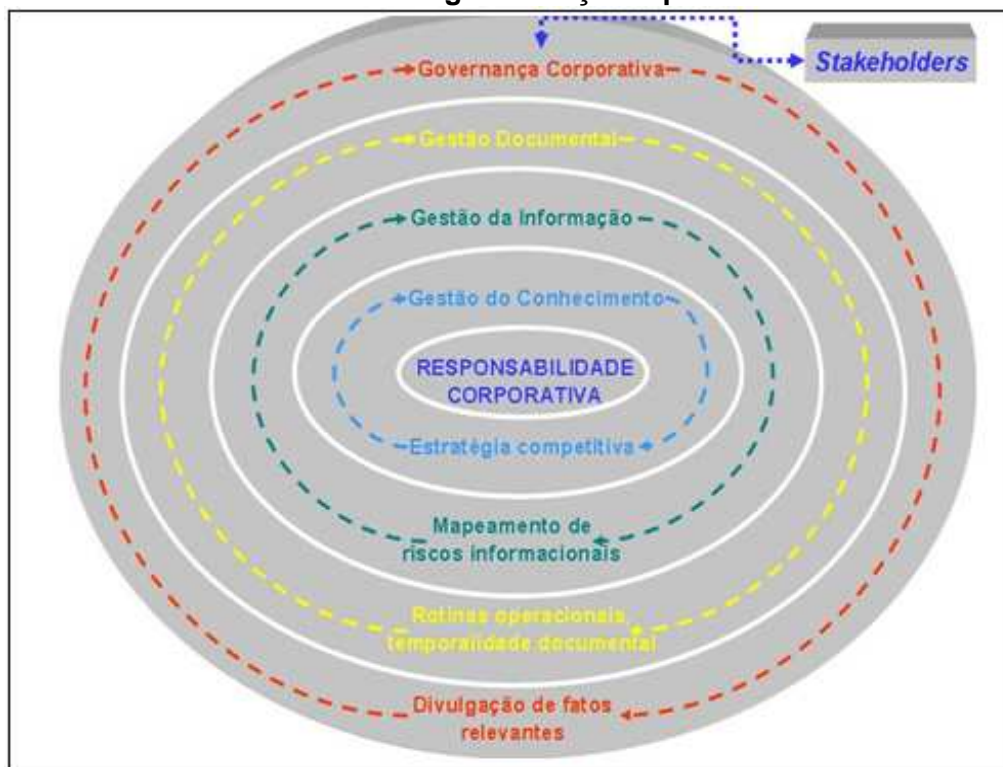 Stakeholders
Governança Corporativa
Gestão Documental
Gestão da Informação
Gestão do Conhecimento
RESPONSABILIDADE
CORPORATIVA
Estratégia competitiva
Mapeamento de
riscos informacionais
Rotinas operacionais
temporalidade documental
Divulgação de fatos
relevantes